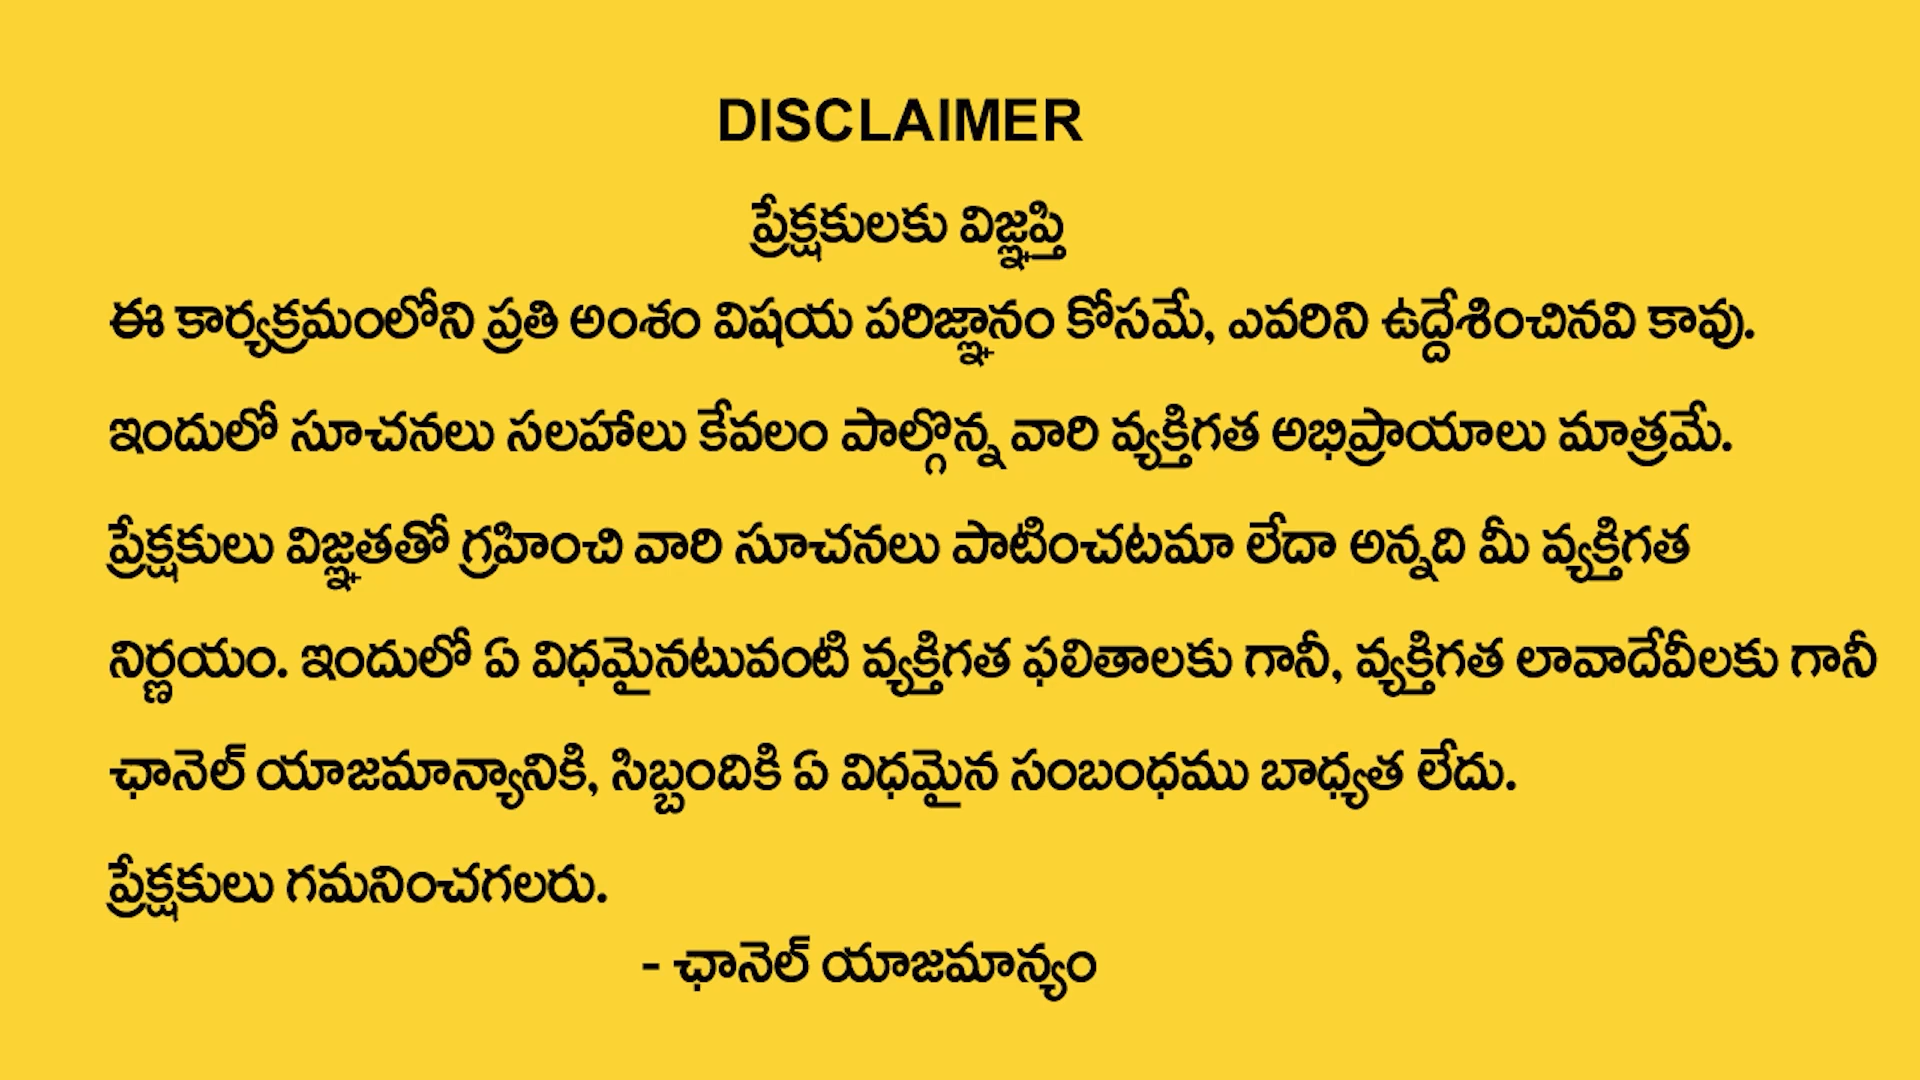 DISCLAIMER
ప్రేక్షకులకు విజ్ఞప్తి
ఈ కార్యక్రమంలోని ప్రతి అంశం విషయ పరిజ్ఞానం కోసమే, ఎవరిని ఉద్దేశించినవి కావు.
ఇందులో సూచనలు సలహాలు కేవలం పాల్గొన్న వారి వ్యక్తిగత అభిప్రాయాలు మాత్రమే.
ప్రేక్షకులు విజ్ఞతతో గ్రహించి వారి సూచనలు పాటించటమా లేదా అన్నది మీ వ్యక్తిగత
నిర్ణయం. ఇందులో ఏ విధమైనటువంటి వ్యక్తిగత ఫలితాలకు గానీ, వ్యక్తిగత లావాదేవీలకు గానీ
ఛానెల్ యాజమాన్యానికి, సిబ్బందికి ఏ విధమైన సంబంధము బాధ్యత లేదు.
ప్రేక్షకులు గమనించగలరు.
- ఛానెల్ యాజమాన్యం